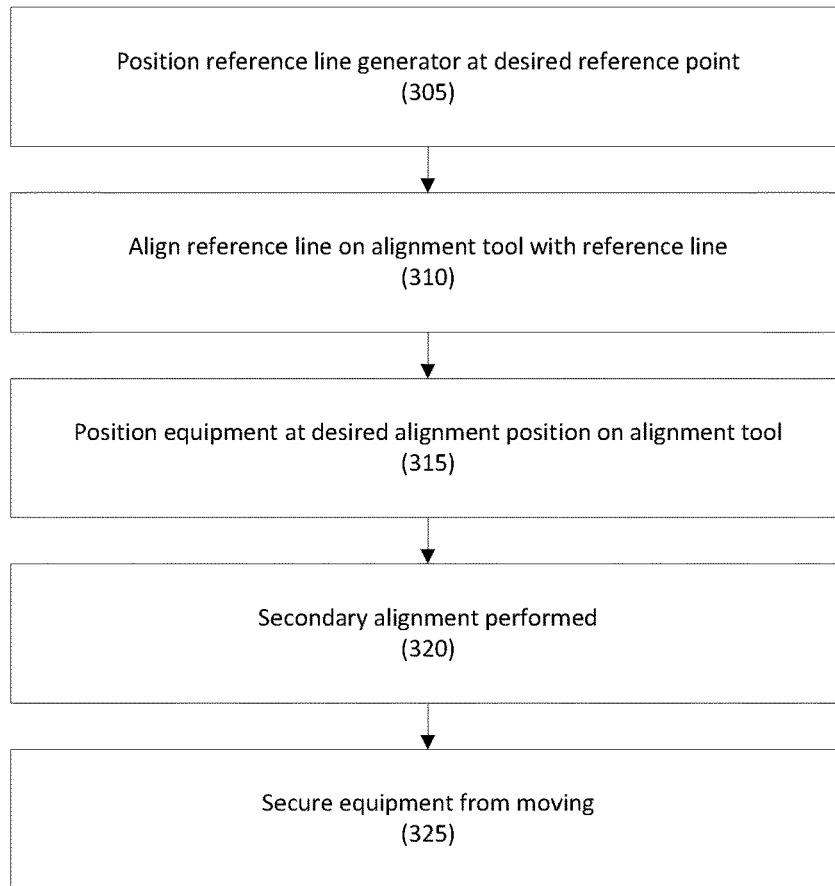 Position reference line generator at desired reference point
(305)
Align reference line on alignment tool with reference line
(310)
Position equipment at desired alignment position on alignment tool
(315)
Secondary alignment performed
(320)
Secure equipment from moving
(325)